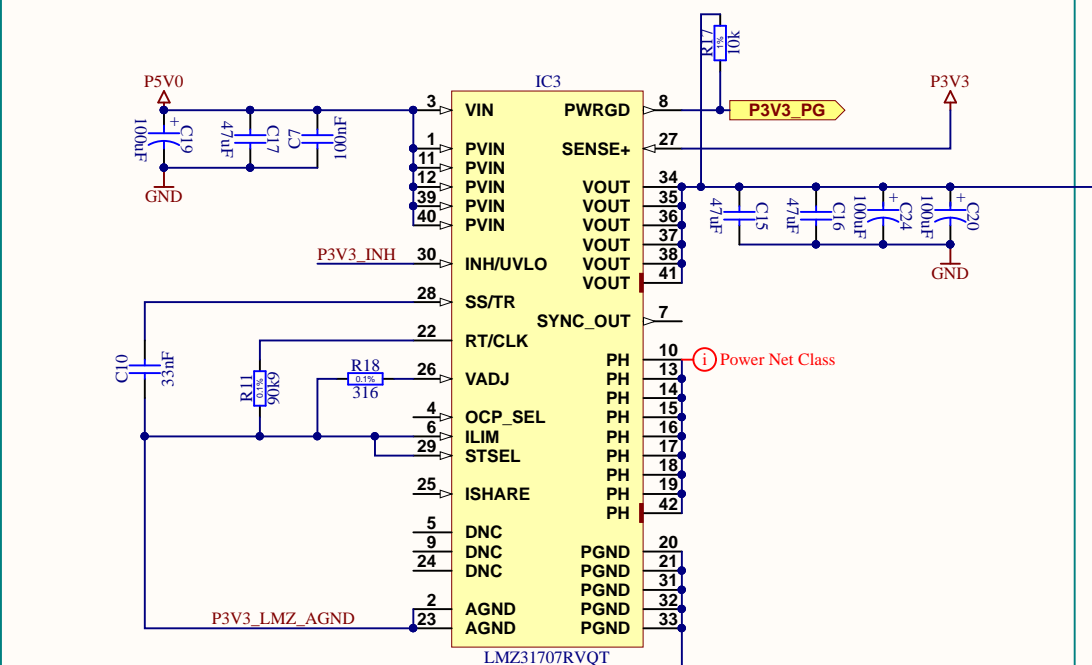 IC3
P5V0
C19
100uF
+
C17
47uF
C7
100nF
GND
3 VIN
1 PVIN
11 PVIN
12 PVIN
39 PVIN
40 PVIN
P3V3_INH
30 INH/UVLO
28 SS/TR
22 RT/CLK
26 VADJ
4 OCP_SEL
6 ILIM
29 STSEL
25 ISHARE
5 DNC
9 DNC
24 DNC
2 AGND
23 AGND
C10
33nF
R11
0.1%
90k9
R18
0.1%
316
P3V3_LMZ_AGND
PWRGD 8
SENSE+ 27
VOUT 34
VOUT 35
VOUT 36
VOUT 37
VOUT 38
VOUT 41
SYNC_OUT 7
PH 10
PH 13
PH 14
PH 15
PH 16
PH 17
PH 18
PH 19
PH 42
PGND 20
PGND 21
PGND 31
PGND 32
PGND 33
R17
1%
10k
P3V3_PG
P3V3
C15
47uF
C16
47uF
+
C24
100uF
+
C20
100uF
GND
i Power Net Class
LMZ31707RVQT